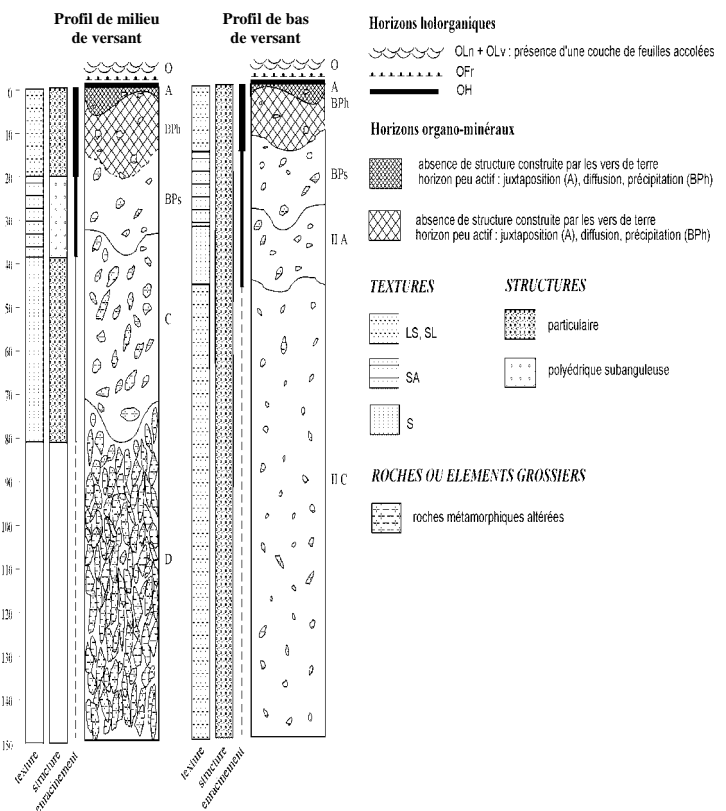 Profil de milieu
de versant
Profil de bas
de versant
O
A
BPh
BPs
C
D
0
10
20
30
40
50
60
70
80
90
100
110
120
130
140
150
texture
structure
enracinement
O
A
BPh
BPs
II A
II C
texture
structure
enracinement
Horizons holorganiques
OLn + OLv : présence d'une couche de feuilles accolées
OFr
OH
Horizons organo-minéraux
absence de structure construite par les vers de terre
horizon peu actif : juxtaposition (A), diffusion, précipitation (BPh)
absence de structure construite par les vers de terre
horizon peu actif : juxtaposition (A), diffusion, précipitation (BPh)
TEXTURES
STRUCTURES
LS, SL
particulaire
SA
polyédrique subanguleuse
S
ROCHES OU ELEMENTS GROSSIERS
roches métamorphiques altérées